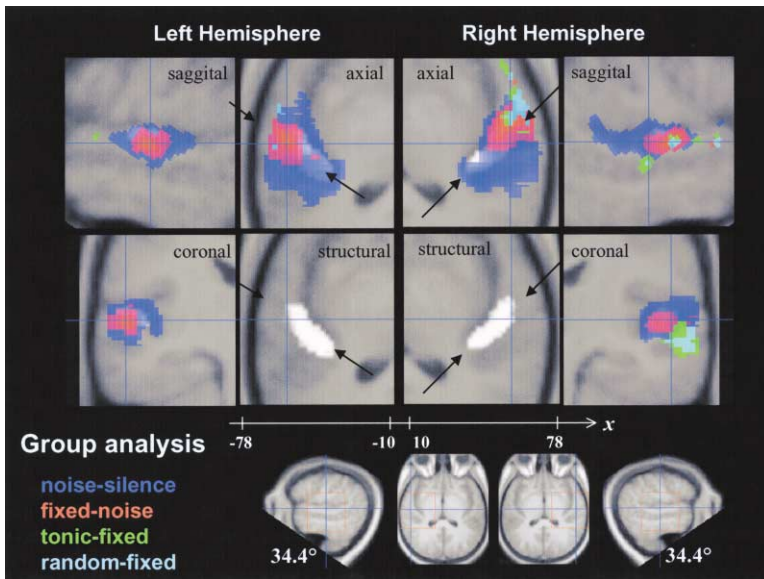 Left Hemisphere
Right Hemisphere
saggital
axial
axial
saggital
coronal
structural
structural
coronal
-78
-10
10
78
x
Group analysis
noise-silence
fixed-noise
tonic-fixed
random-fixed
34.4°
34.4°